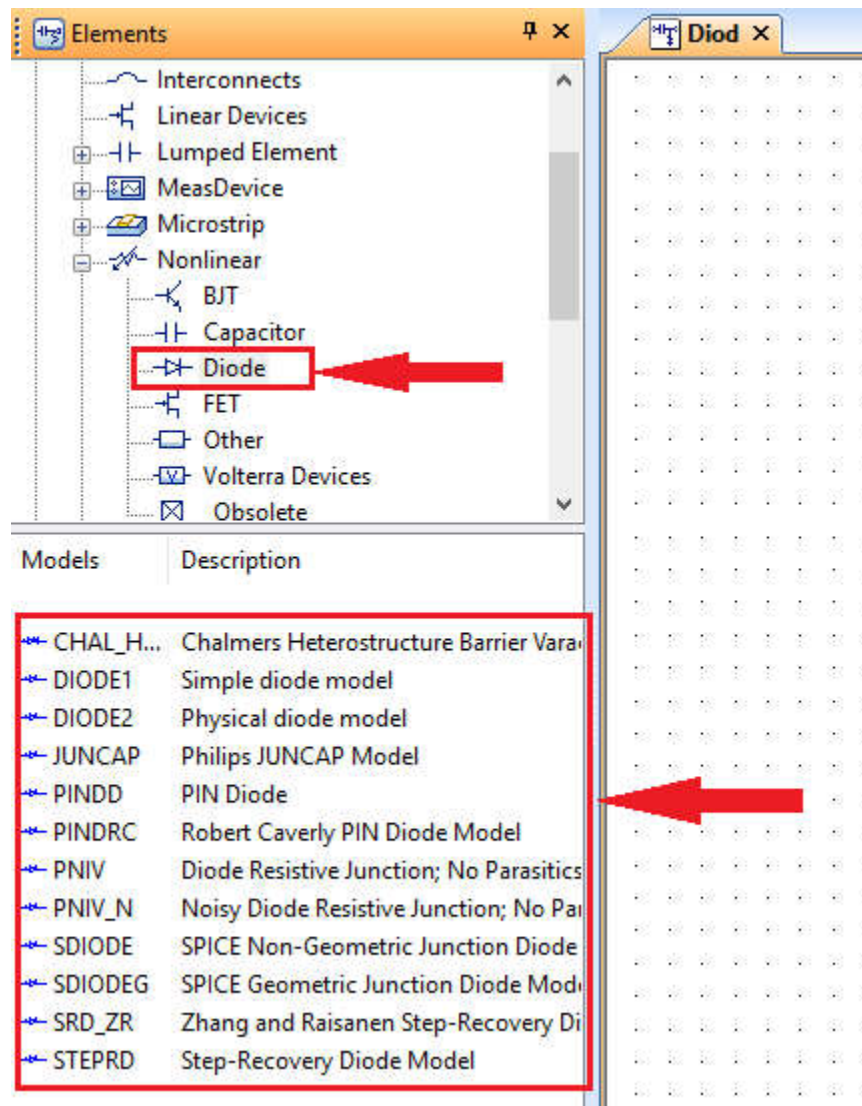 Elements
Diod
Interconnects
Linear Devices
Lumped Element
MeasDevice
Microstrip
Nonlinear
BJT
Capacitor
Diode
FET
Other
Volterra Devices
Obsolete
Models Description
CHAL_H... Chalmers Heterostructure Barrier Vara
DIODE1 Simple diode model
DIODE2 Physical diode model
JUNCAP Philips JUNCAP Model
PINDD PIN Diode
PINDRC Robert Caverly PIN Diode Model
PNIV Diode Resistive Junction; No Parasitics
PNIV_N Noisy Diode Resistive Junction; No Par
SDIODE SPICE Non-Geometric Junction Diode
SDIODEG SPICE Geometric Junction Diode Mod
SRD_ZR Zhang and Raisanen Step-Recovery Di
STEPRD Step-Recovery Diode Model